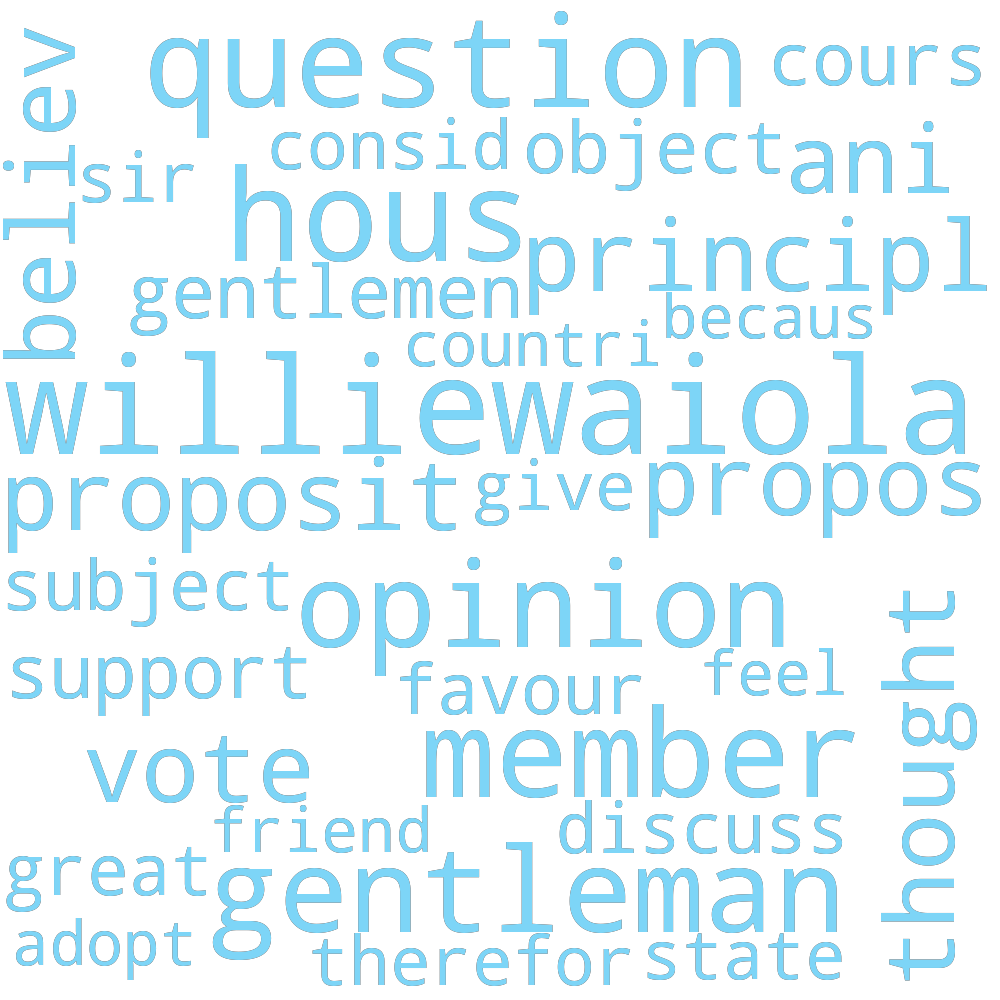 question
cours
believ
consid
object
ani
sir
hous
principl
gentlemen
becaus
countri
williewaiola
proposit
give
propos
subject
opinion
thought
support
favour
feel
vote
member
friend
discuss
great
gentleman
adopt
therefor
state